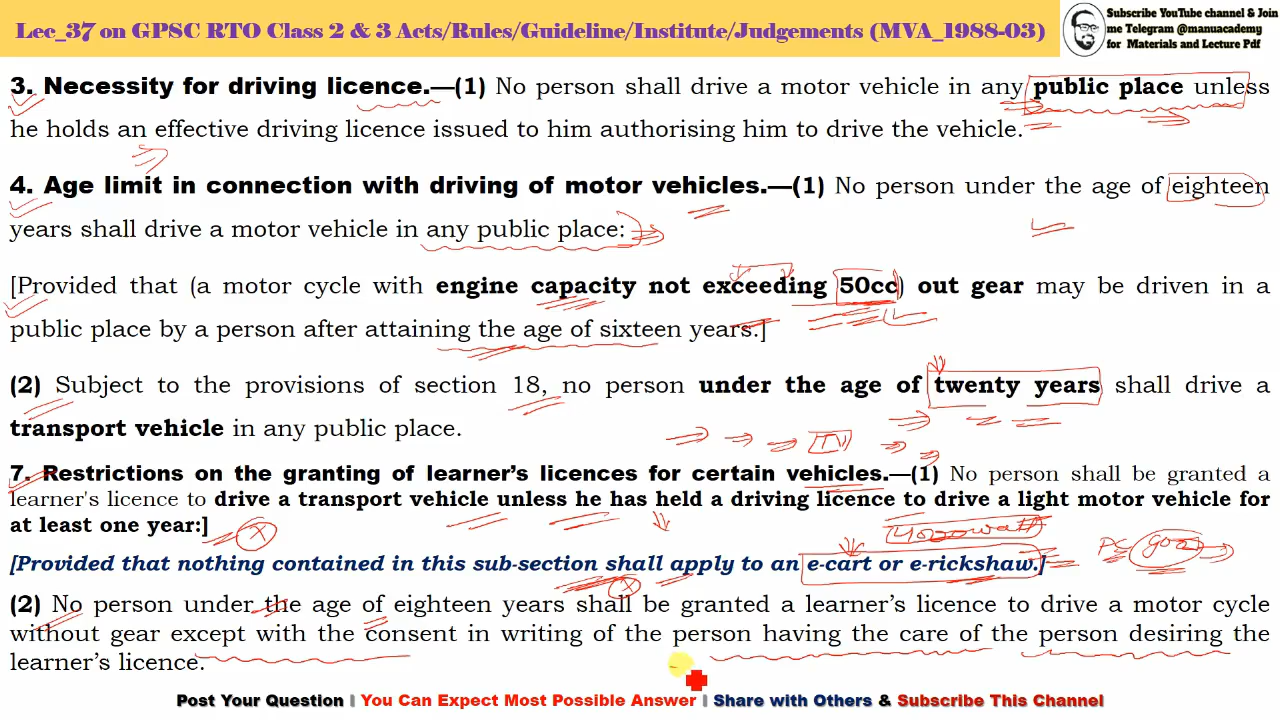 Lec_37 on GPSC RTO Class 2 & 3 Acts/Rules/Guideline/Institute/Judgements (MVA_1988-03)
Subscribe YouTube channel & Join
me Telegram @manuacademy
for Materials and Lecture Pdf
3. Necessity for driving licence.—(1) No person shall drive a motor vehicle in any public place unless
he holds an effective driving licence issued to him authorising him to drive the vehicle.
4. Age limit in connection with driving of motor vehicles.—(1) No person under the age of eighteen
years shall drive a motor vehicle in any public place:
[Provided that (a motor cycle with engine capacity not exceeding 50cc) out gear may be driven in a
public place by a person after attaining the age of sixteen years.]
(2) Subject to the provisions of section 18, no person under the age of twenty years shall drive a
transport vehicle in any public place.
TV
7. Restrictions on the granting of learner’s licences for certain vehicles.—(1) No person shall be granted a
learner's licence to drive a transport vehicle unless he has held a driving licence to drive a light motor vehicle for
at least one year:]
[Provided that nothing contained in this sub-section shall apply to an e-cart or e-rickshaw.]
(2) No person under the age of eighteen years shall be granted a learner’s licence to drive a motor cycle
without gear except with the consent in writing of the person having the care of the person desiring the
learner’s licence.
Post Your Question | You Can Expect Most Possible Answer | Share with Others & Subscribe This Channel